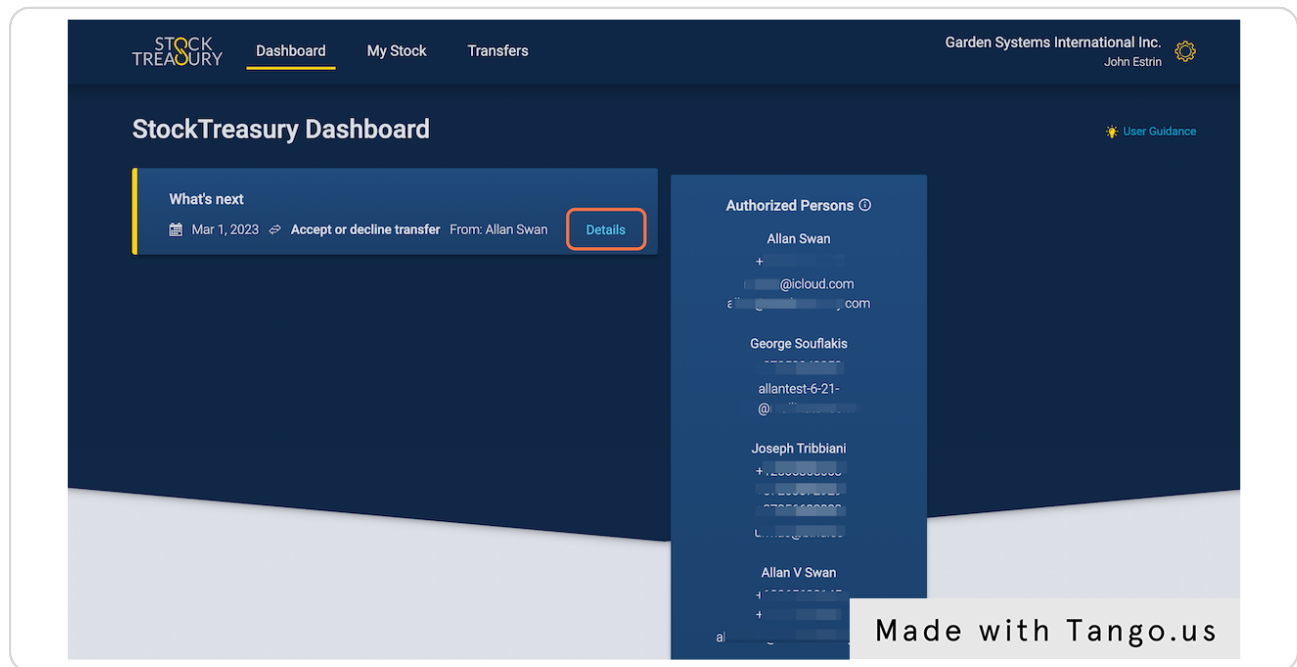 STOCK
TREASURY
Dashboard
My Stock
Transfers
Garden Systems International Inc.
John Estrin
StockTreasury Dashboard
User Guidance
What's next
Mar 1, 2023 Accept or decline transfer From: Allan Swan Details
Authorized Persons
Allan Swan
+
@icloud.com
com
George Souflakis
allantest-6-21-
@
Joseph Tribbiani
Allan V Swan
+
Made with Tango.us